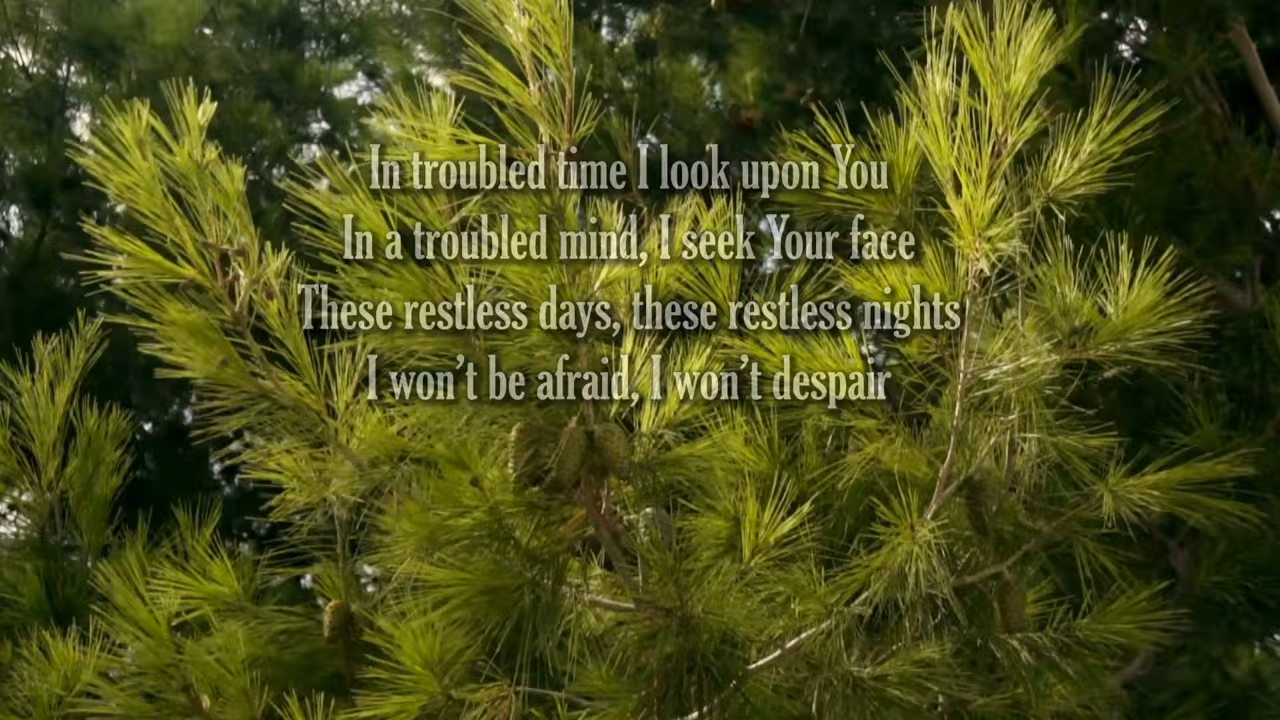 In troubled time I look upon You
In a troubled mind, I seek Your face
These restless days, these restless nights
I won’t be afraid, I won’t despair